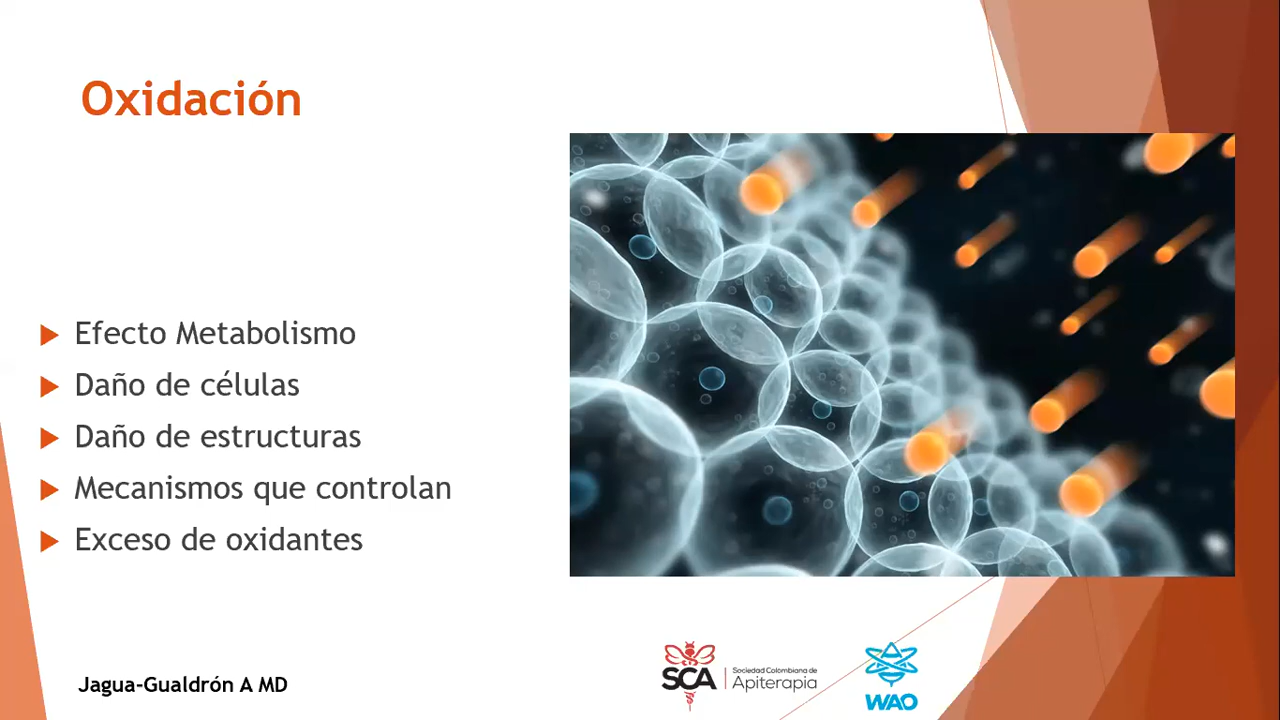 Oxidación
Efecto Metabolismo
Daño de células
Daño de estructuras
Mecanismos que controlan
Exceso de oxidantes
Jagua-Gualdrón A MD
SCA
Sociedad Colombiana de
Apiterapia
WAO